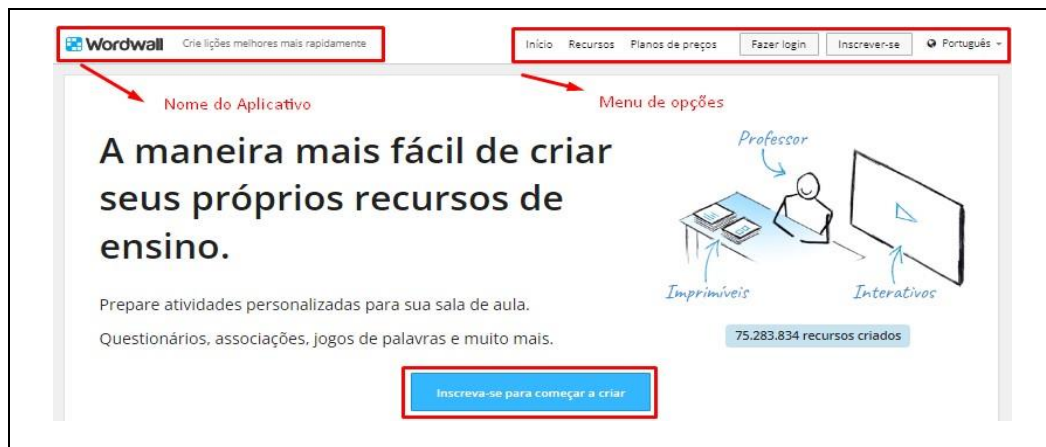 Wordwall Crie lições melhores mais rapidamente
Início Recursos Planos de preços Fazer login Inscrever-se Português
Nome do Aplicativo
Menu de opções
A maneira mais fácil de criar
seus próprios recursos de
ensino.
Professor
Imprimíveis
Interativos
Prepare atividades personalizadas para sua sala de aula.
Questionários, associações, jogos de palavras e muito mais.
75.283.834 recursos criados
Inscreva-se para começar a criar